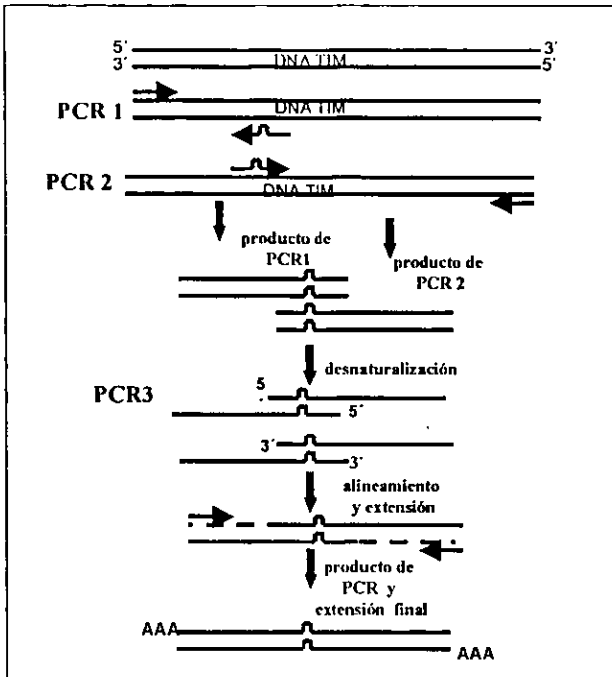 5´ 3´
DNA TIM
3´ 5´
PCR 1
DNA TIM
PCR 2
DNA TIM
producto de
PCR1
producto de
PCR 2
desnaturalización
PCR3
5
5´
3´
3´
alineamiento
y extensión
producto de
PCR y
extensión final
AAA
AAA